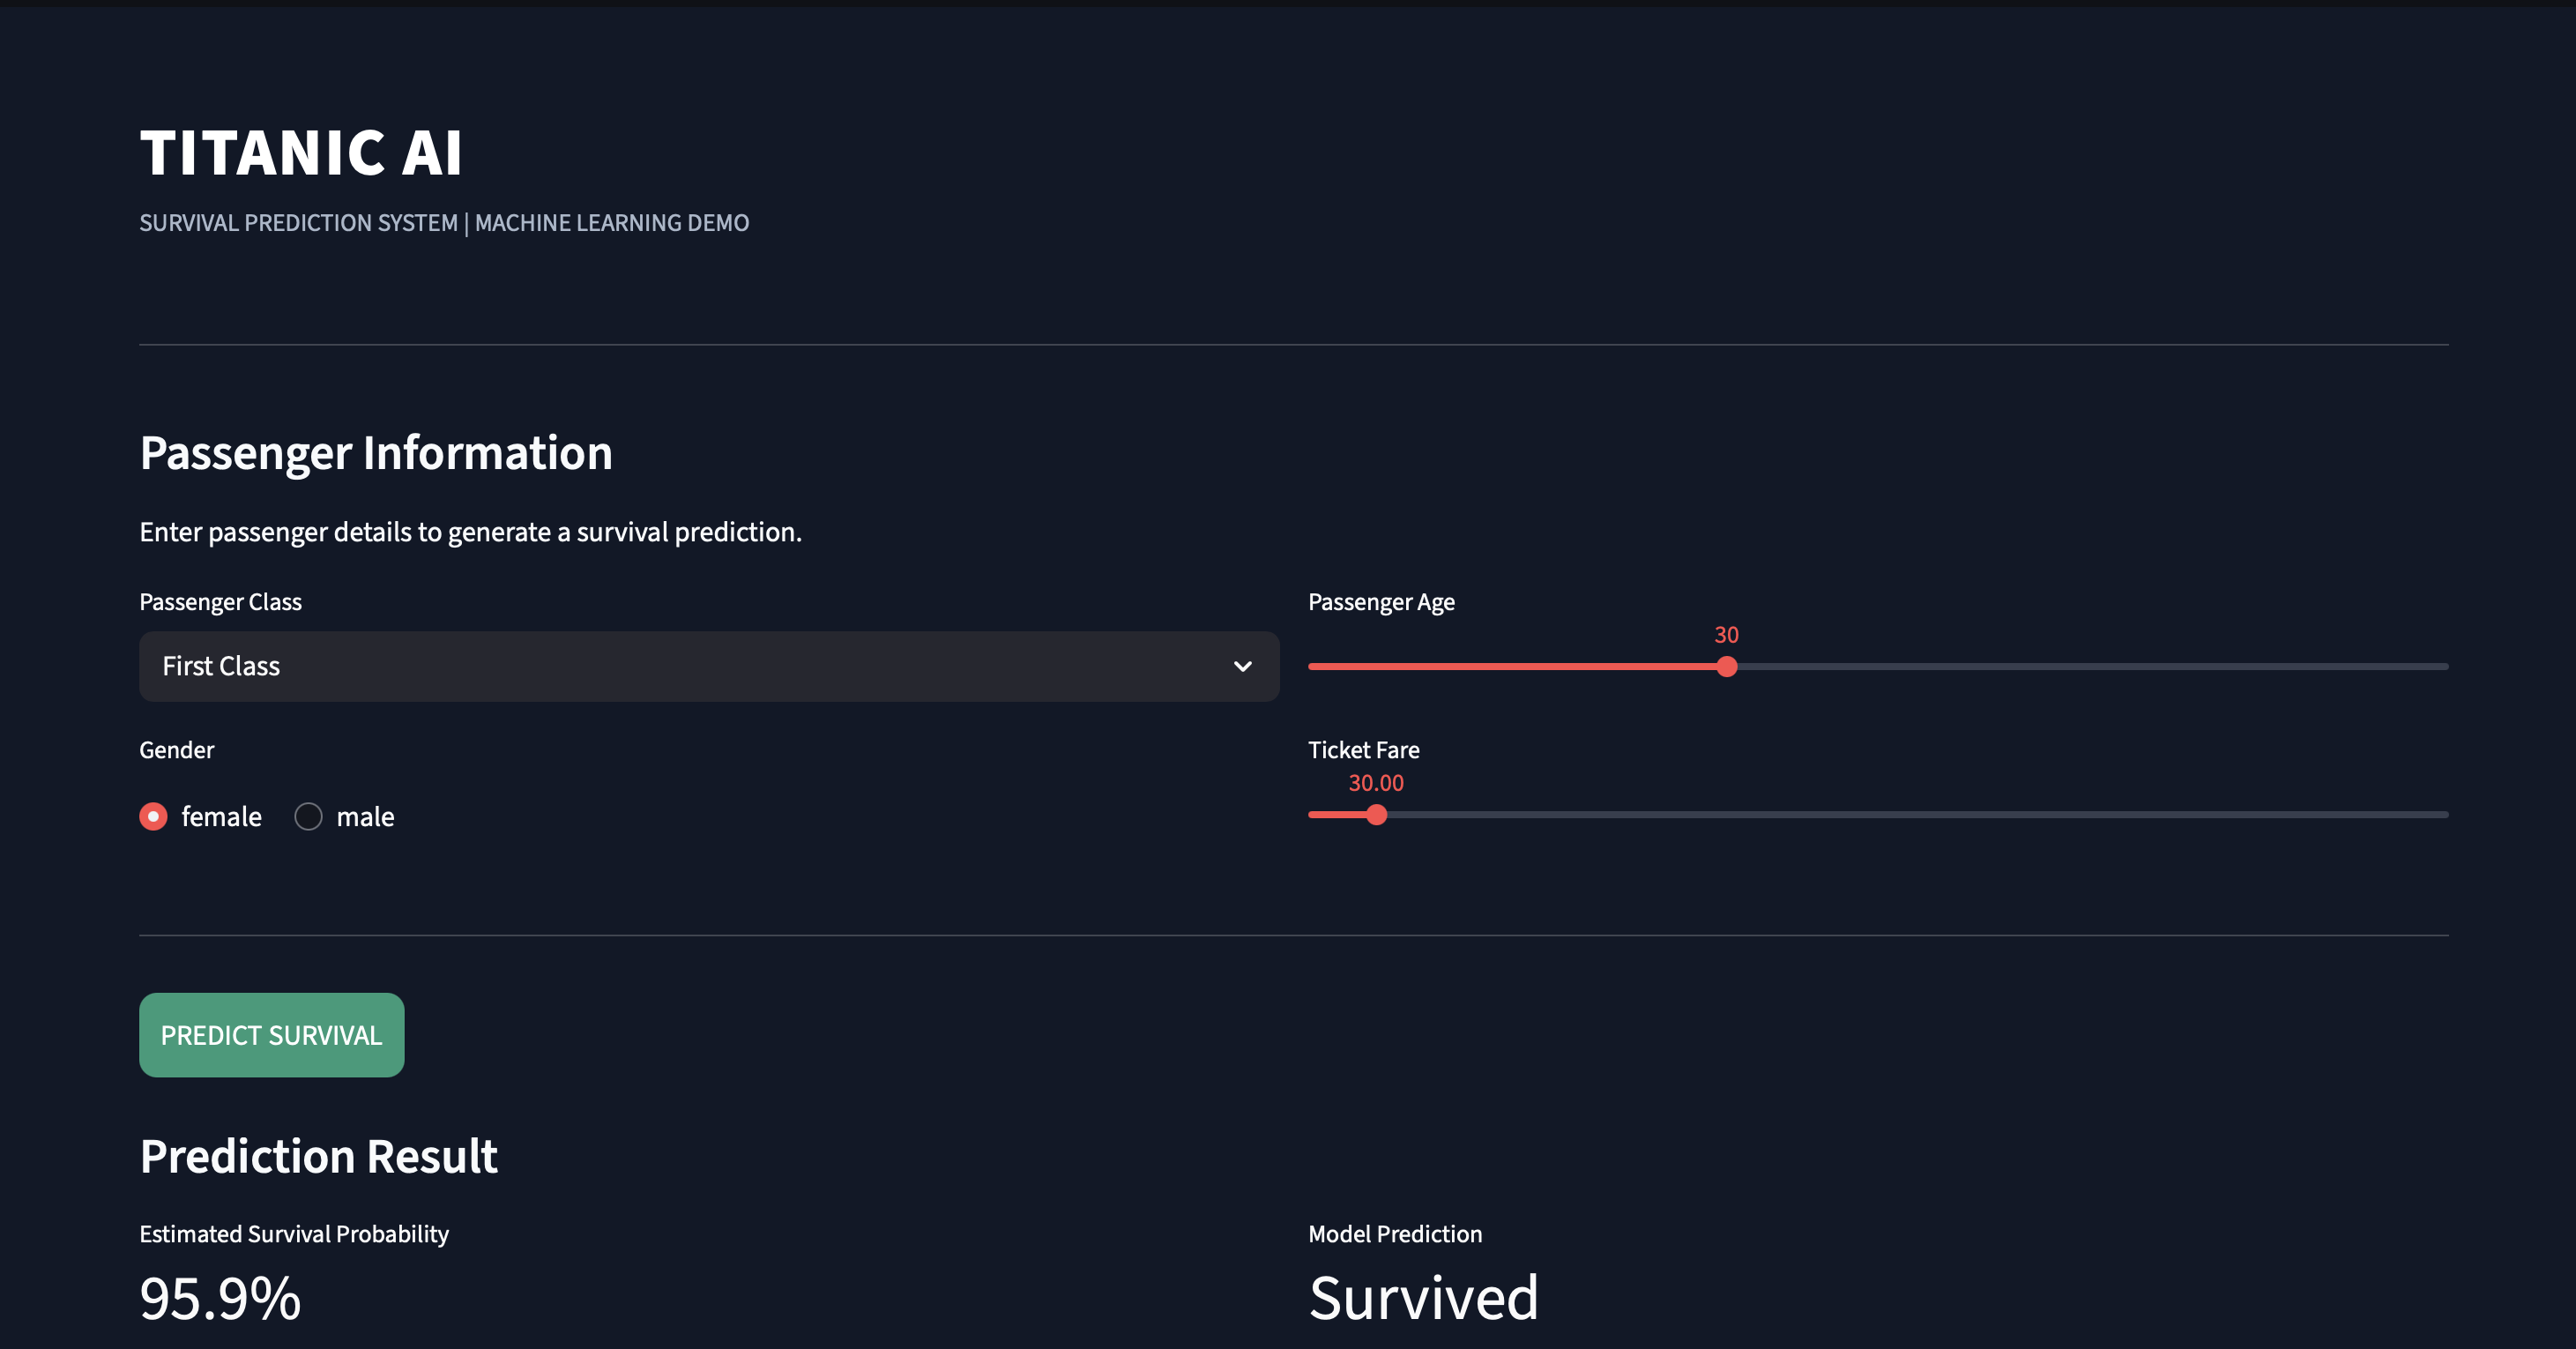 TITANIC AI
SURVIVAL PREDICTION SYSTEM | MACHINE LEARNING DEMO
Passenger Information
Enter passenger details to generate a survival prediction.
Passenger Class
First Class
Gender
female
male
Passenger Age
30
Ticket Fare
30.00
PREDICT SURVIVAL
Prediction Result
Estimated Survival Probability
95.9%
Model Prediction
Survived